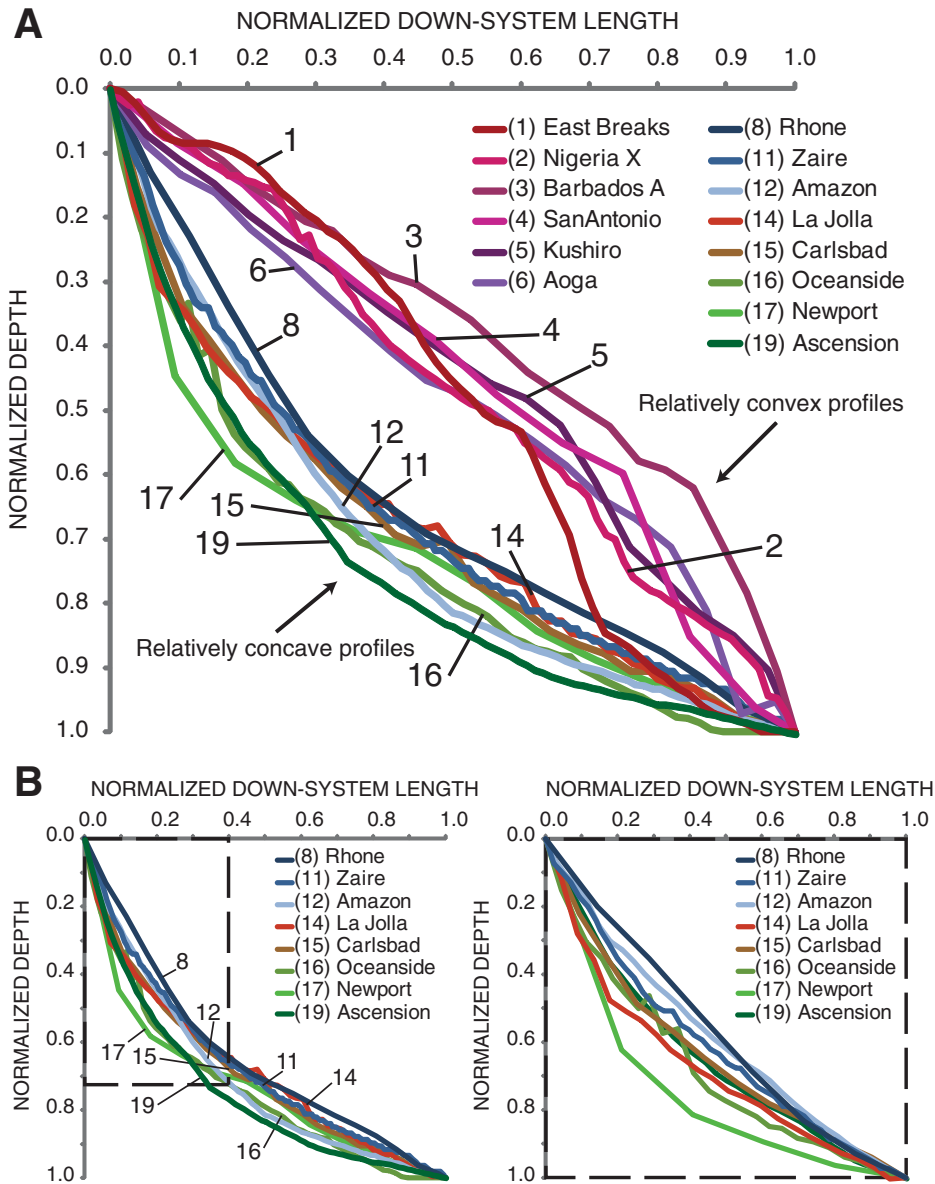 A
NORMALIZED DOWN-SYSTEM LENGTH
0.0 0.1 0.2 0.3 0.4 0.5 0.6 0.7 0.8 0.9 1.0
NORMALIZED DEPTH
0.0
0.1
0.2
0.3
0.4
0.5
0.6
0.7
0.8
0.9
1.0
(1) East Breaks
(2) Nigeria X
(3) Barbados A
(4) SanAntonio
(5) Kushiro
(6) Aoga
(8) Rhone
(11) Zaire
(12) Amazon
(14) La Jolla
(15) Carlsbad
(16) Oceanside
(17) Newport
(19) Ascension
1
3
6
8
4
5
Relatively convex profiles
12
11
17
15
19
14
2
Relatively concave profiles
16
B
NORMALIZED DOWN-SYSTEM LENGTH
0.0 0.2 0.4 0.6 0.8 1.0
NORMALIZED DEPTH
0.0
0.2
0.4
0.6
0.8
1.0
(8) Rhone
(11) Zaire
(12) Amazon
(14) La Jolla
(15) Carlsbad
(16) Oceanside
(17) Newport
(19) Ascension
8
12
17
15
11
14
19
16
NORMALIZED DOWN-SYSTEM LENGTH
0.0 0.2 0.4 0.6 0.8 1.0
NORMALIZED DEPTH
0.0
0.2
0.4
0.6
0.8
1.0
(8) Rhone
(11) Zaire
(12) Amazon
(14) La Jolla
(15) Carlsbad
(16) Oceanside
(17) Newport
(19) Ascension